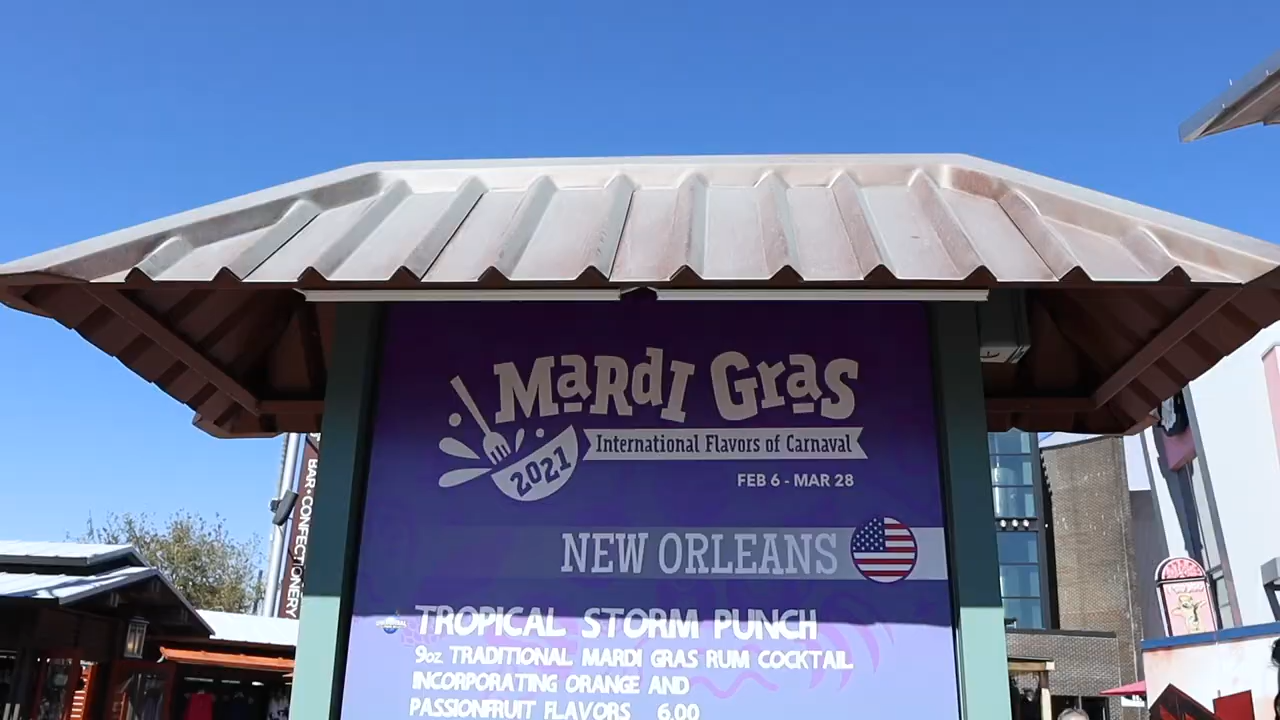 MaRdI GraS
International Flavors of Carnaval
2021
FEB 6 - MAR 28
NEW ORLEANS
TROPICAL STORM PUNCH
9oz TRADITIONAL MARDI GRAS RUM COCKTAIL
INCORPORATING ORANGE AND
PASSIONFRUIT FLAVORS 6.00
BAR • CONFECTIONERY